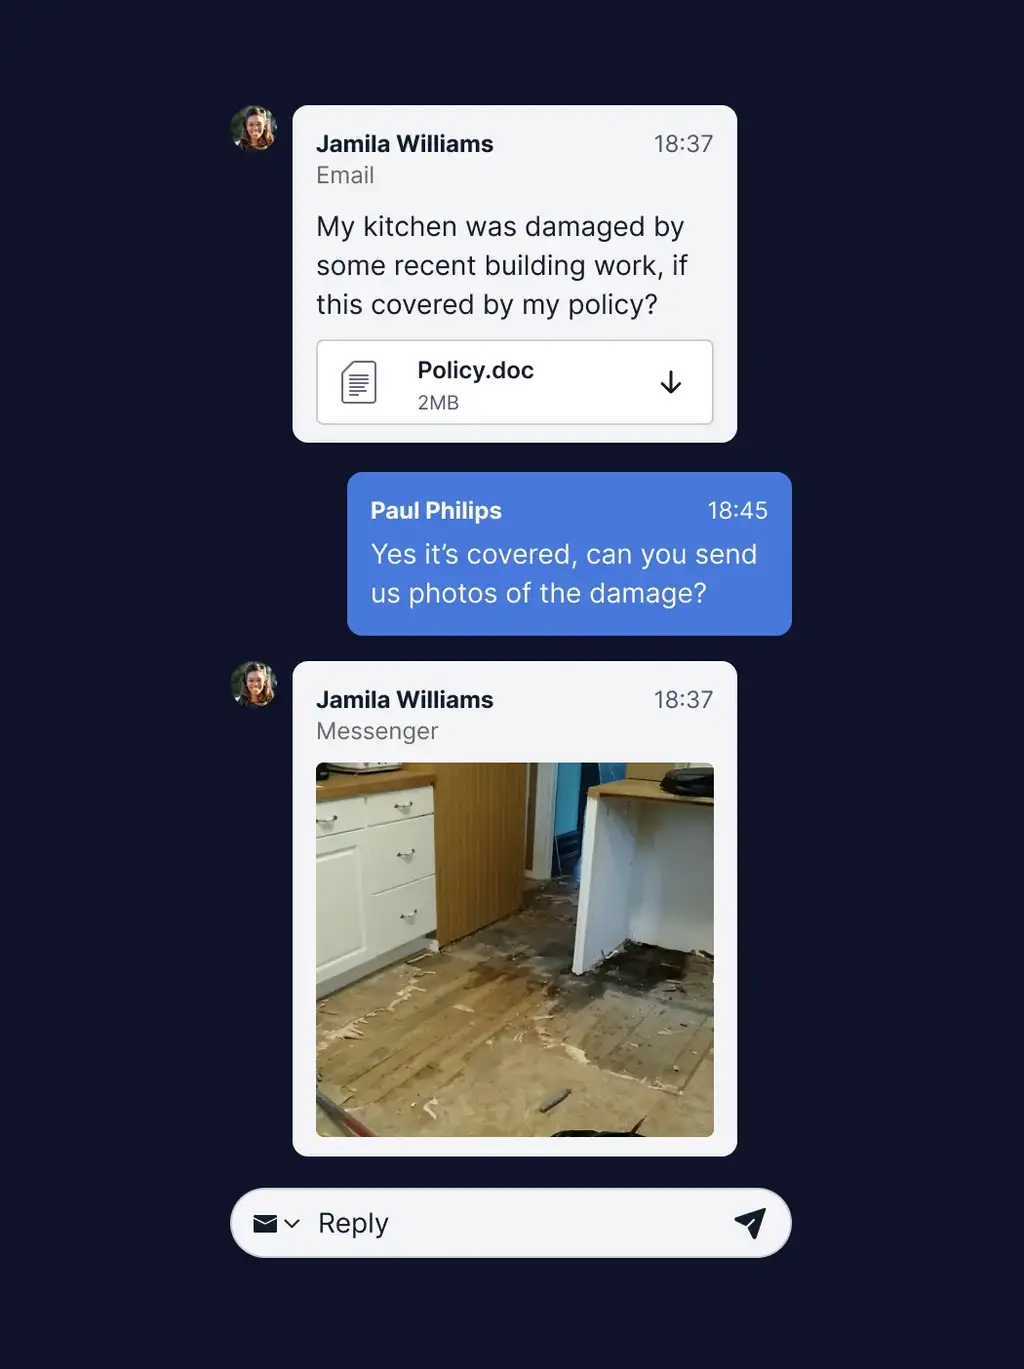 Jamila Williams 18:37
Email
My kitchen was damaged by
some recent building work, if
this covered by my policy?
Policy.doc
2MB
Paul Philips 18:45
Yes it’s covered, can you send
us photos of the damage?
Jamila Williams 18:37
Messenger
Reply